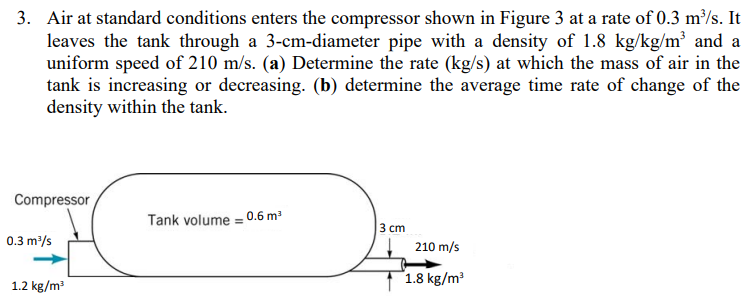 3. Air at standard conditions enters the compressor shown in Figure 3 at a rate of 0.3 m³/s. It
leaves the tank through a 3-cm-diameter pipe with a density of 1.8 kg/kg/m³ and a
uniform speed of 210 m/s. (a) Determine the rate (kg/s) at which the mass of air in the
tank is increasing or decreasing. (b) determine the average time rate of change of the
density within the tank.
Compressor
Tank volume = 0.6 m³
3 cm
0.3 m³/s
210 m/s
1.8 kg/m³
1.2 kg/m³